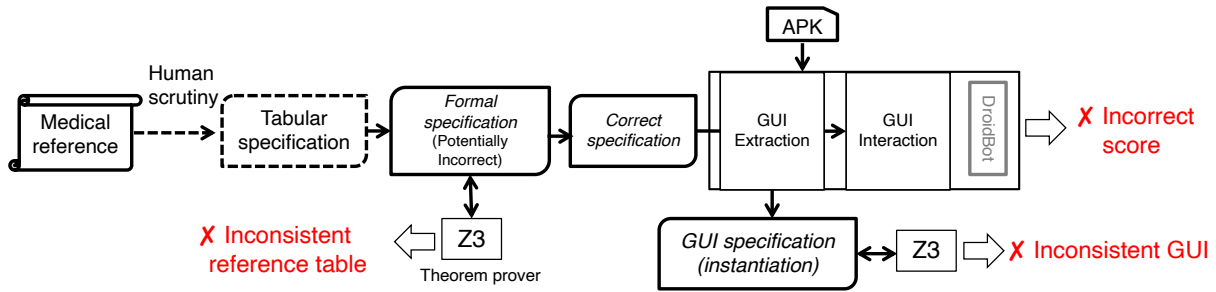 APK
Human
scrutiny
Medical
reference
Tabular
specification
Formal
specification
(Potentially
Incorrect)
Correct
specification
GUI
Extraction
GUI
Interaction
DroidBot
✗ Incorrect
score
✗ Inconsistent
reference table
Z3
Theorem prover
GUI specification
(instantiation)
Z3
✗ Inconsistent GUI